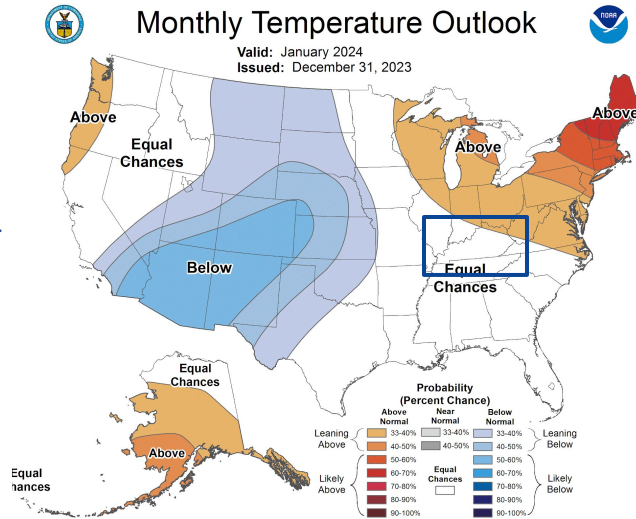 Monthly Temperature Outlook
Valid: January 2024
Issued: December 31, 2023
NOAA
Above
Equal
Chances
Above
Above
Below
Equal
Chances
Equal
Chances
Above
Equal
hances
Probability
(Percent Chance)
Above
Normal
Near
Normal
Below
Normal
Leaning
Above
33-40%
40-50%
Likely
Above
50-60%
60-70%
70-80%
80-90%
90-100%
33-40%
40-50%
Equal
Chances
33-40%
40-50%
Leaning
Below
50-60%
60-70%
70-80%
80-90%
90-100%
Likely
Below